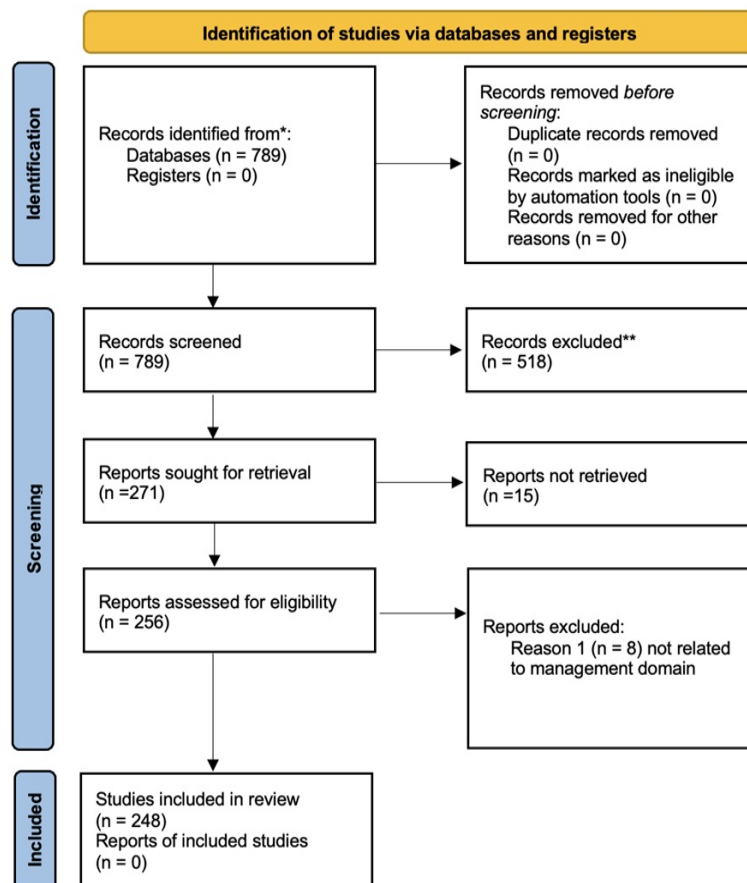 Identification of studies via databases and registers
Identification
Records identified from*:
Databases (n = 789)
Registers (n = 0)
Records removed before
screening:
Duplicate records removed
(n = 0)
Records marked as ineligible
by automation tools (n = 0)
Records removed for other
reasons (n = 0)
Screening
Records screened
(n = 789)
Records excluded**
(n = 518)
Reports sought for retrieval
(n =271)
Reports not retrieved
(n =15)
Reports assessed for eligibility
(n = 256)
Reports excluded:
Reason 1 (n = 8) not related
to management domain
Included
Studies included in review
(n = 248)
Reports of included studies
(n = 0)